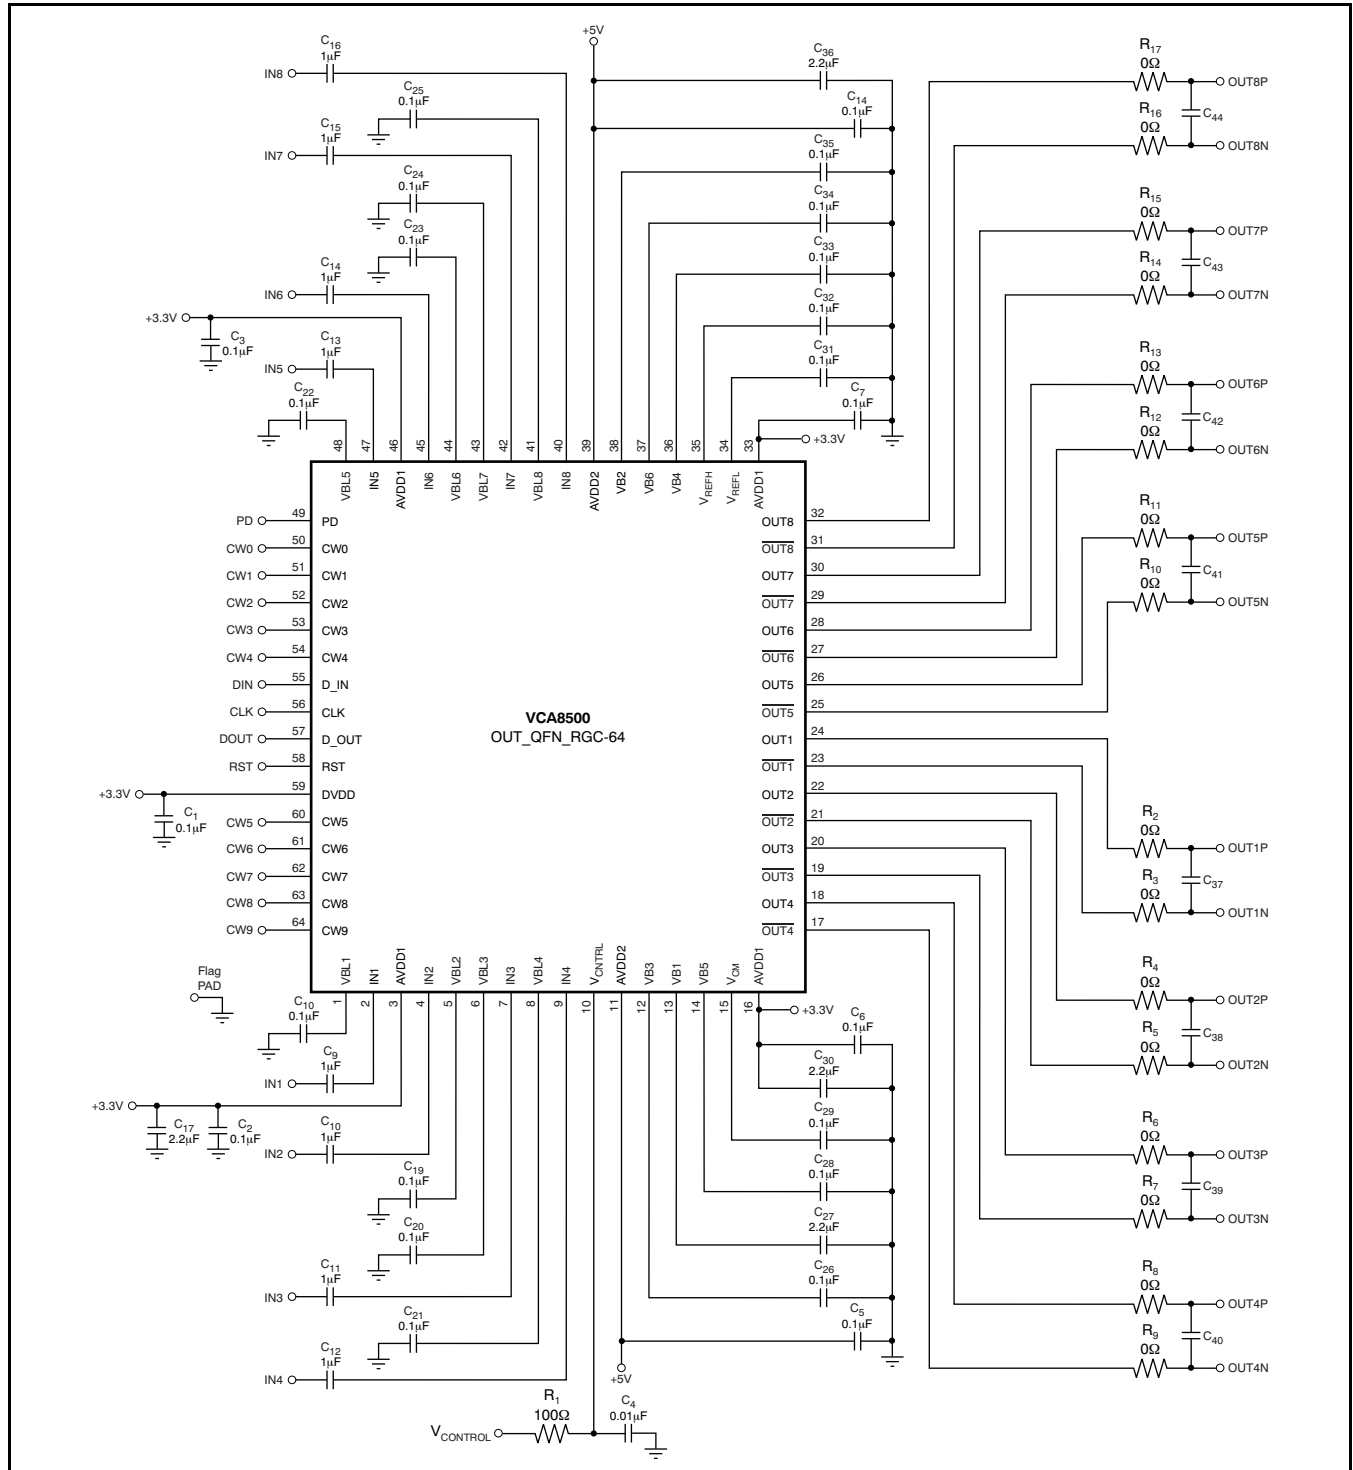 +5V
C16
1µF
IN8
C25
0.1µF
C15
1µF
IN7
C24
0.1µF
C23
0.1µF
C14
1µF
IN6
+3.3V
C3
0.1µF
C13
1µF
IN5
C22
0.1µF
C36
2.2µF
C14
0.1µF
C35
0.1µF
C34
0.1µF
C33
0.1µF
C32
0.1µF
C31
0.1µF
C7
0.1µF
+3.3V
R17
0Ω
OUT8P
R16
0Ω
C44
OUT8N
R15
0Ω
OUT7P
R14
0Ω
C43
OUT7N
R13
0Ω
OUT6P
R12
0Ω
C42
OUT6N
R11
0Ω
OUT5P
R10
0Ω
C41
OUT5N
48 47 46 45 44 43 42 41 40 39 38 37 36 35 34 33
VBL5 IN5 AVDD1 IN6 VBL6 VBL7 IN7 VBL8 IN8 AVDD2 VB2 VB6 VB4 VREFH VREFL AVDD1
PD 49 PD
CW0 50 CW0
CW1 51 CW1
CW2 52 CW2
CW3 53 CW3
CW4 54 CW4
DIN 55 D_IN
CLK 56 CLK
DOUT 57 D_OUT
RST 58 RST
+3.3V 59 DVDD
C1
0.1µF
CW5 60 CW5
CW6 61 CW6
CW7 62 CW7
CW8 63 CW8
CW9 64 CW9
VCA8500
OUT_QFN_RGC-64
OUT8 32
OUT8 31
OUT7 30
OUT7 29
OUT6 28
OUT6 27
OUT5 26
OUT5 25
OUT1 24
OUT1 23
OUT2 22
OUT2 21
OUT3 20
OUT3 19
OUT4 18
OUT4 17
VBL1 IN1 AVDD1 IN2 VBL2 VBL3 IN3 VBL4 IN4 VCNTRL AVDD2 VB3 VB1 VB5 VCM AVDD1
1 2 3 4 5 6 7 8 9 10 11 12 13 14 15 16
Flag
PAD
C10
0.1µF
C9
1µF
IN1
+3.3V
C17
2.2µF
C2
0.1µF
C10
1µF
IN2
C19
0.1µF
C20
0.1µF
C11
1µF
IN3
C21
0.1µF
C12
1µF
IN4
+3.3V
C6
0.1µF
C30
2.2µF
C29
0.1µF
C28
0.1µF
C27
2.2µF
C26
0.1µF
C5
0.1µF
+5V
R1
100Ω
VCONTROL
C4
0.01µF
R2
0Ω
OUT1P
R3
0Ω
C37
OUT1N
R4
0Ω
OUT2P
R5
0Ω
C38
OUT2N
R6
0Ω
OUT3P
R7
0Ω
C39
OUT3N
R8
0Ω
OUT4P
R9
0Ω
C40
OUT4N